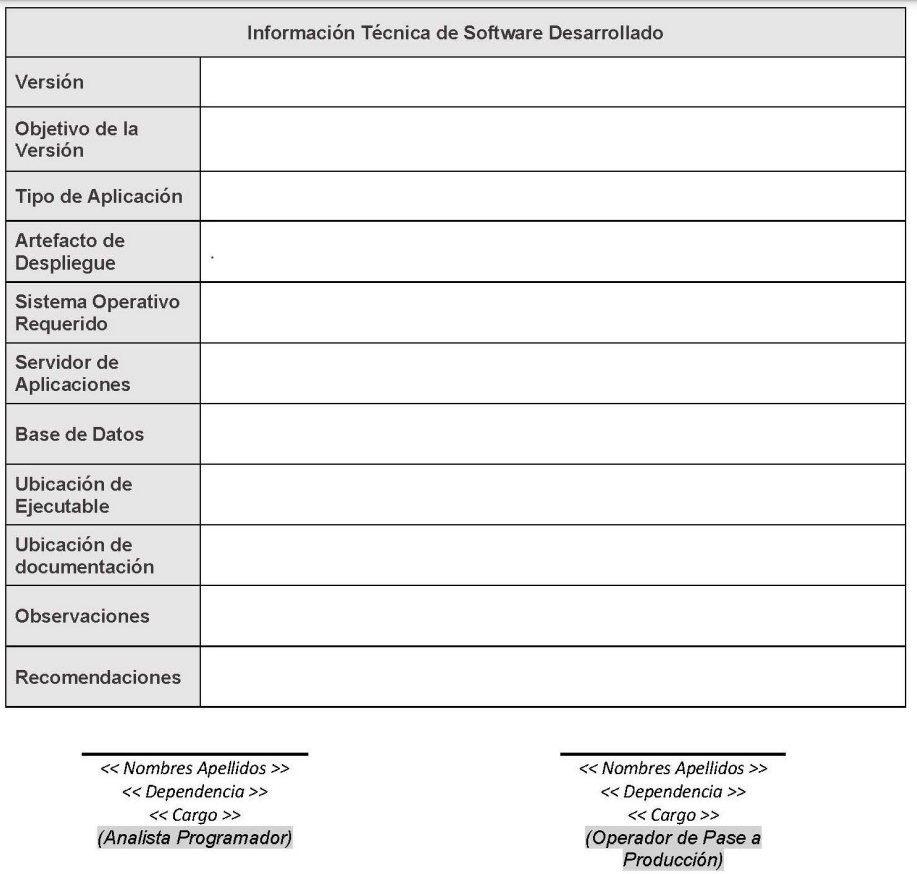 Información Técnica de Software Desarrollado
Versión
Objetivo de la
Versión
Tipo de Aplicación
Artefacto de
Despliegue
.
Sistema Operativo
Requerido
Servidor de
Aplicaciones
Base de Datos
Ubicación de
Ejecutable
Ubicación de
documentación
Observaciones
Recomendaciones
<< Nombres Apellidos >>
<< Dependencia >>
<< Cargo >>
(Analista Programador)
<< Nombres Apellidos >>
<< Dependencia >>
<< Cargo >>
(Operador de Pase a
Producción)